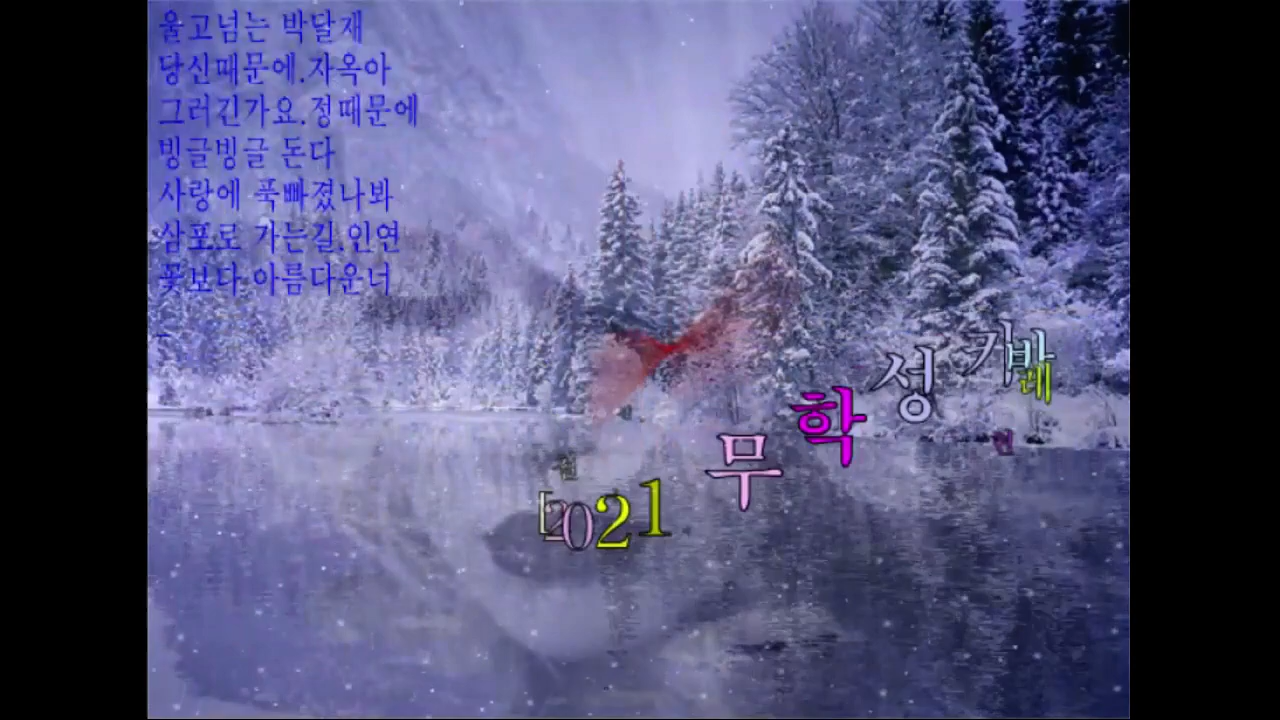 울고넘는 박달재
당신때문에.자옥아
그러긴가요.정때문에
빙글빙글 돈다
사랑에 푹빠졌나봐
삼포로 가는길.인연
꽃보다 아름다운너
[2021 무학성 카바레